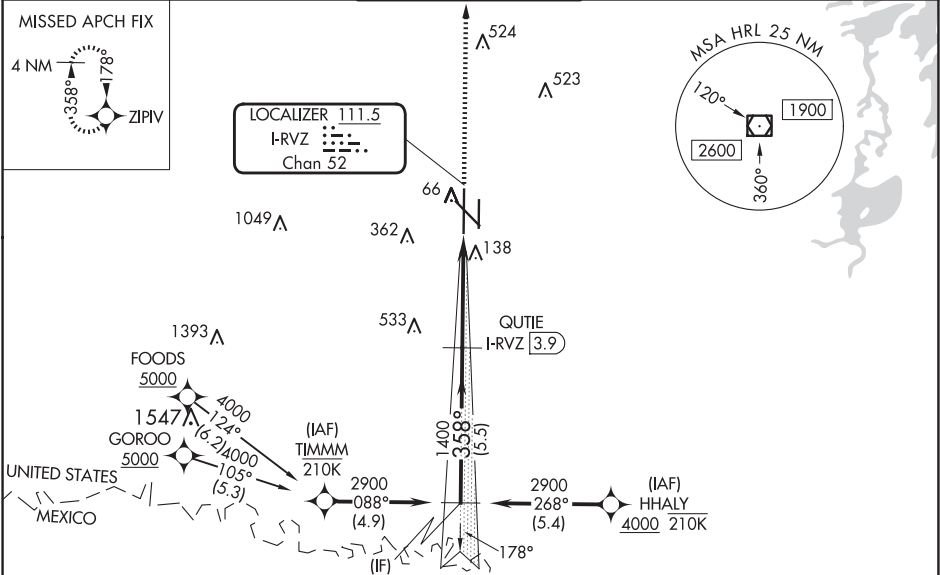 MISSED APCH FIX
4 NM
178°
358°
ZIPIV
524
523
MSA HRL 25 NM
120°
1900
2600
360°
LOCALIZER 111.5
I-RVZ
Chan 52
66
1049
362
138
533
QUTIE
I-RVZ 3.9
1393
FOODS
5000
1547
4000
124°
(6.2)
GOROO
5000
4000
105°
(5.3)
(IAF)
TIMMM
210K
1400
358°
(5.5)
UNITED STATES
MEXICO
2900
088°
(4.9)
2900
268°
(5.4)
(IAF)
HHALY
4000 210K
178°
(IF)